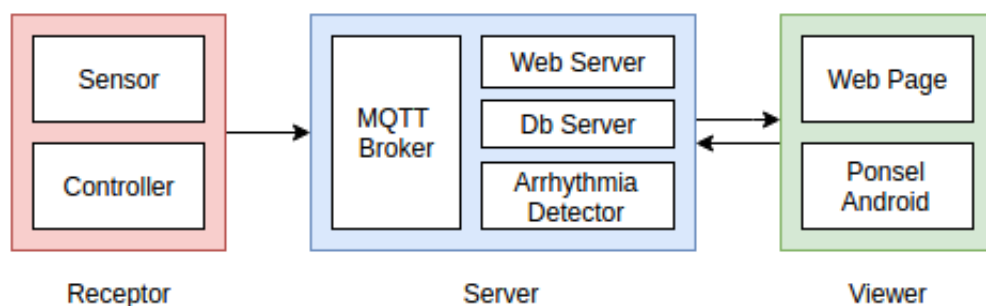 Sensor
Controller
Receptor
MQTT
Broker
Web Server
Db Server
Arrhythmia
Detector
Server
Web Page
Ponsel
Android
Viewer